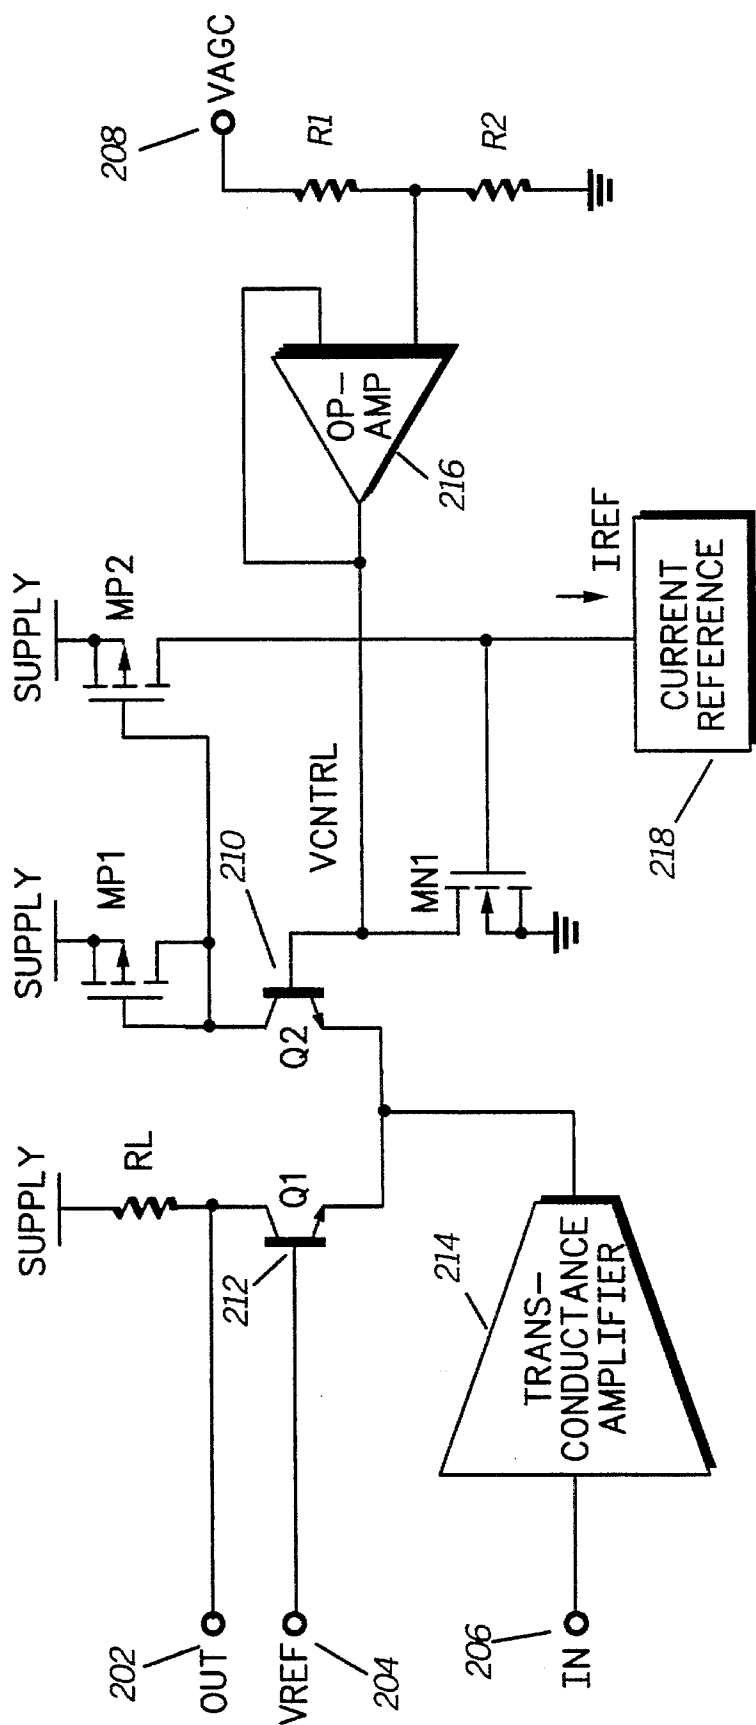 SUPPLY
SUPPLY
SUPPLY
RL
MP1
MP2
208
VAGC
R1
R2
202
OUT
VREF
204
212
Q1
Q2
210
VCNTRL
MN1
OP-
AMP
216
IREF
214
TRANS-
CONDUCTANCE
AMPLIFIER
206
IN
218
CURRENT
REFERENCE